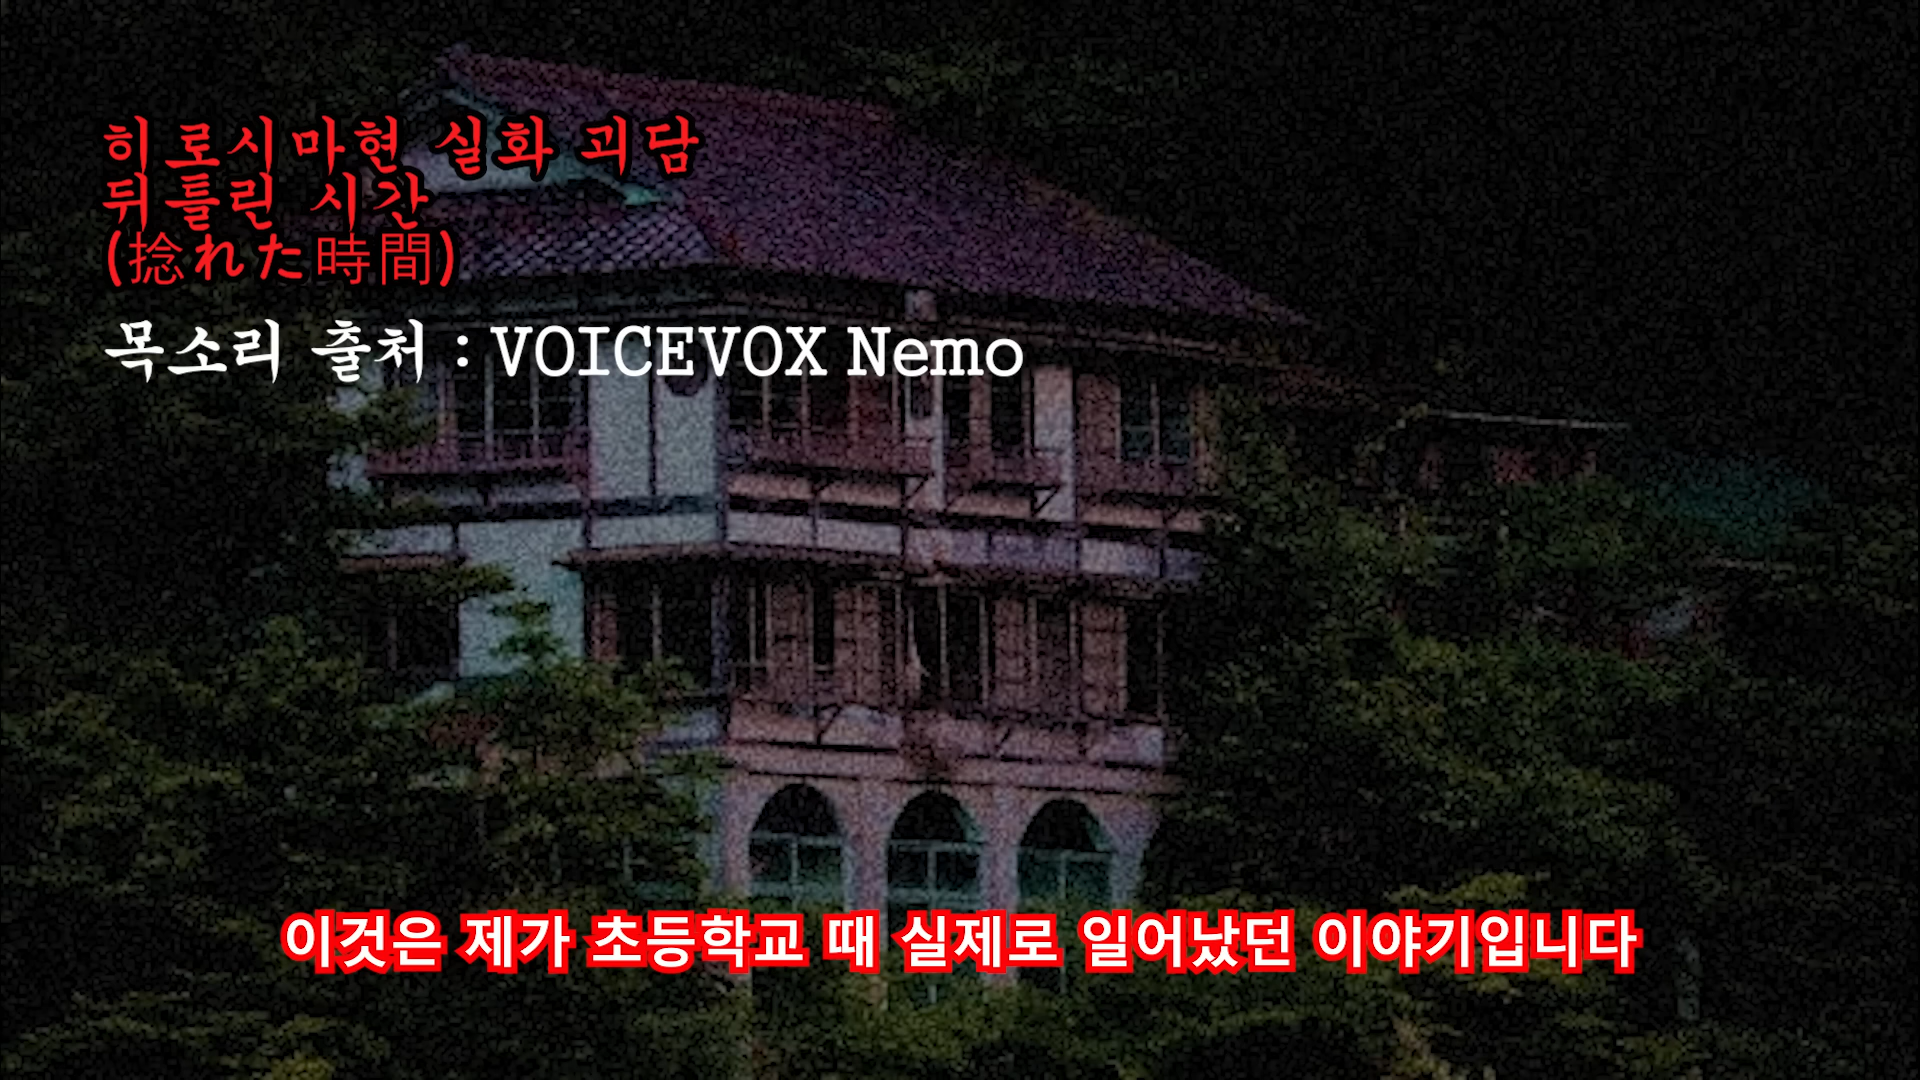 히로시마현 실화 괴담
뒤틀린 시간
(捻れた時間)
목소리 출처 : VOICEVOX Nemo
이것은 제가 초등학교 때 실제로 일어났던 이야기입니다